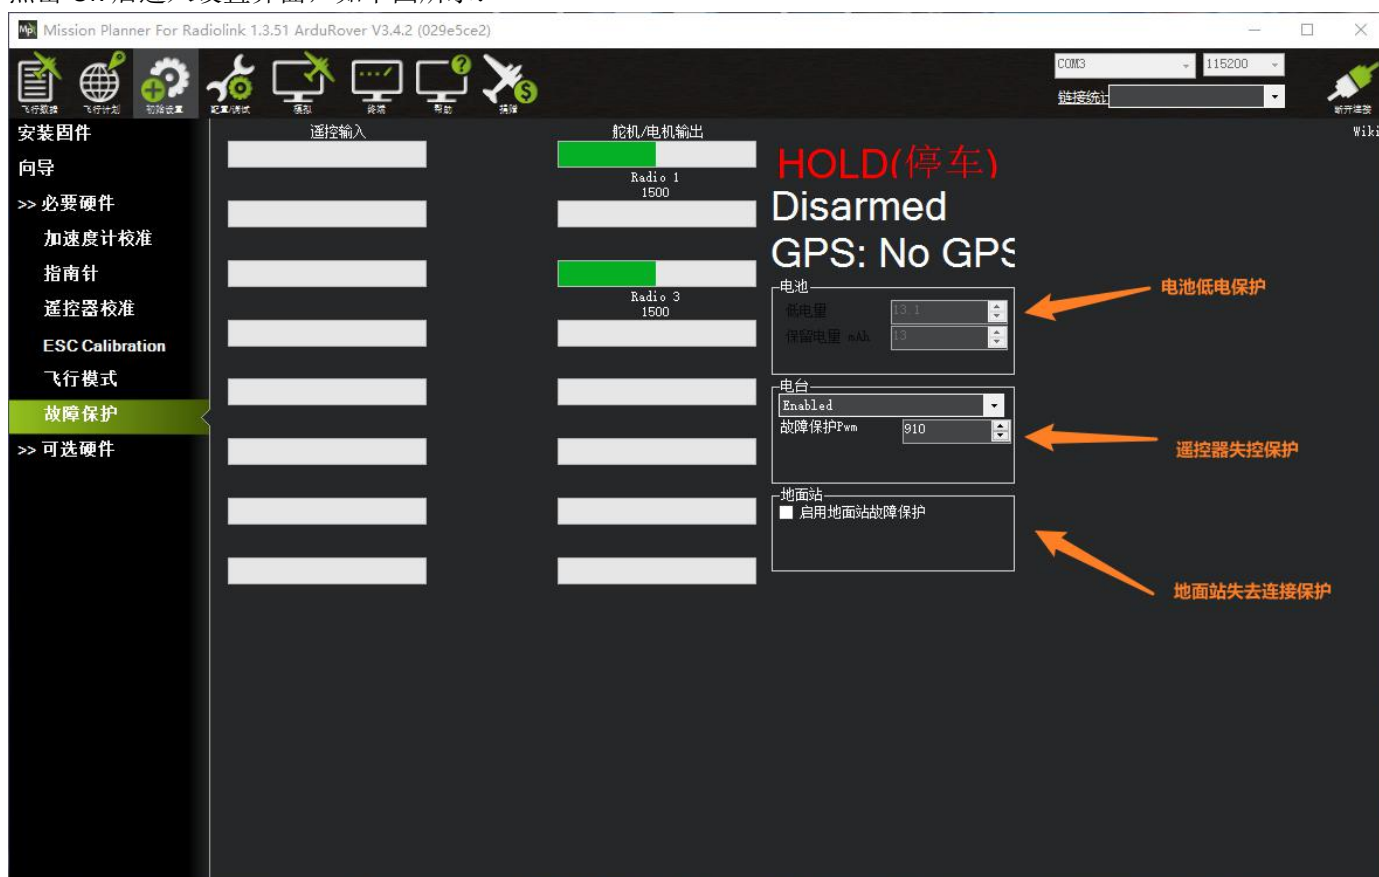 Mission Planner For Radiolink 1.3.51 ArduRover V3.4.2 (029e5ce2)
飞行数据
飞行计划
初始设置
配置/调试
模拟
终端
帮助
捐赠
COM3
115200
链接统计
断开连接
安装固件
向导
>> 必要硬件
加速度计校准
指南针
遥控器校准
ESC Calibration
飞行模式
故障保护
>> 可选硬件
遥控输入
舵机/电机输出
Radio 1
1500
Radio 3
1500
HOLD(停车)
Disarmed
GPS: No GPS
电池
低电量 13.1
保留电量 mAh 13
电台
Enabled
故障保护Pwm 910
地面站
启用地面站故障保护
Wiki
电池低电保护
遥控器失控保护
地面站失去连接保护